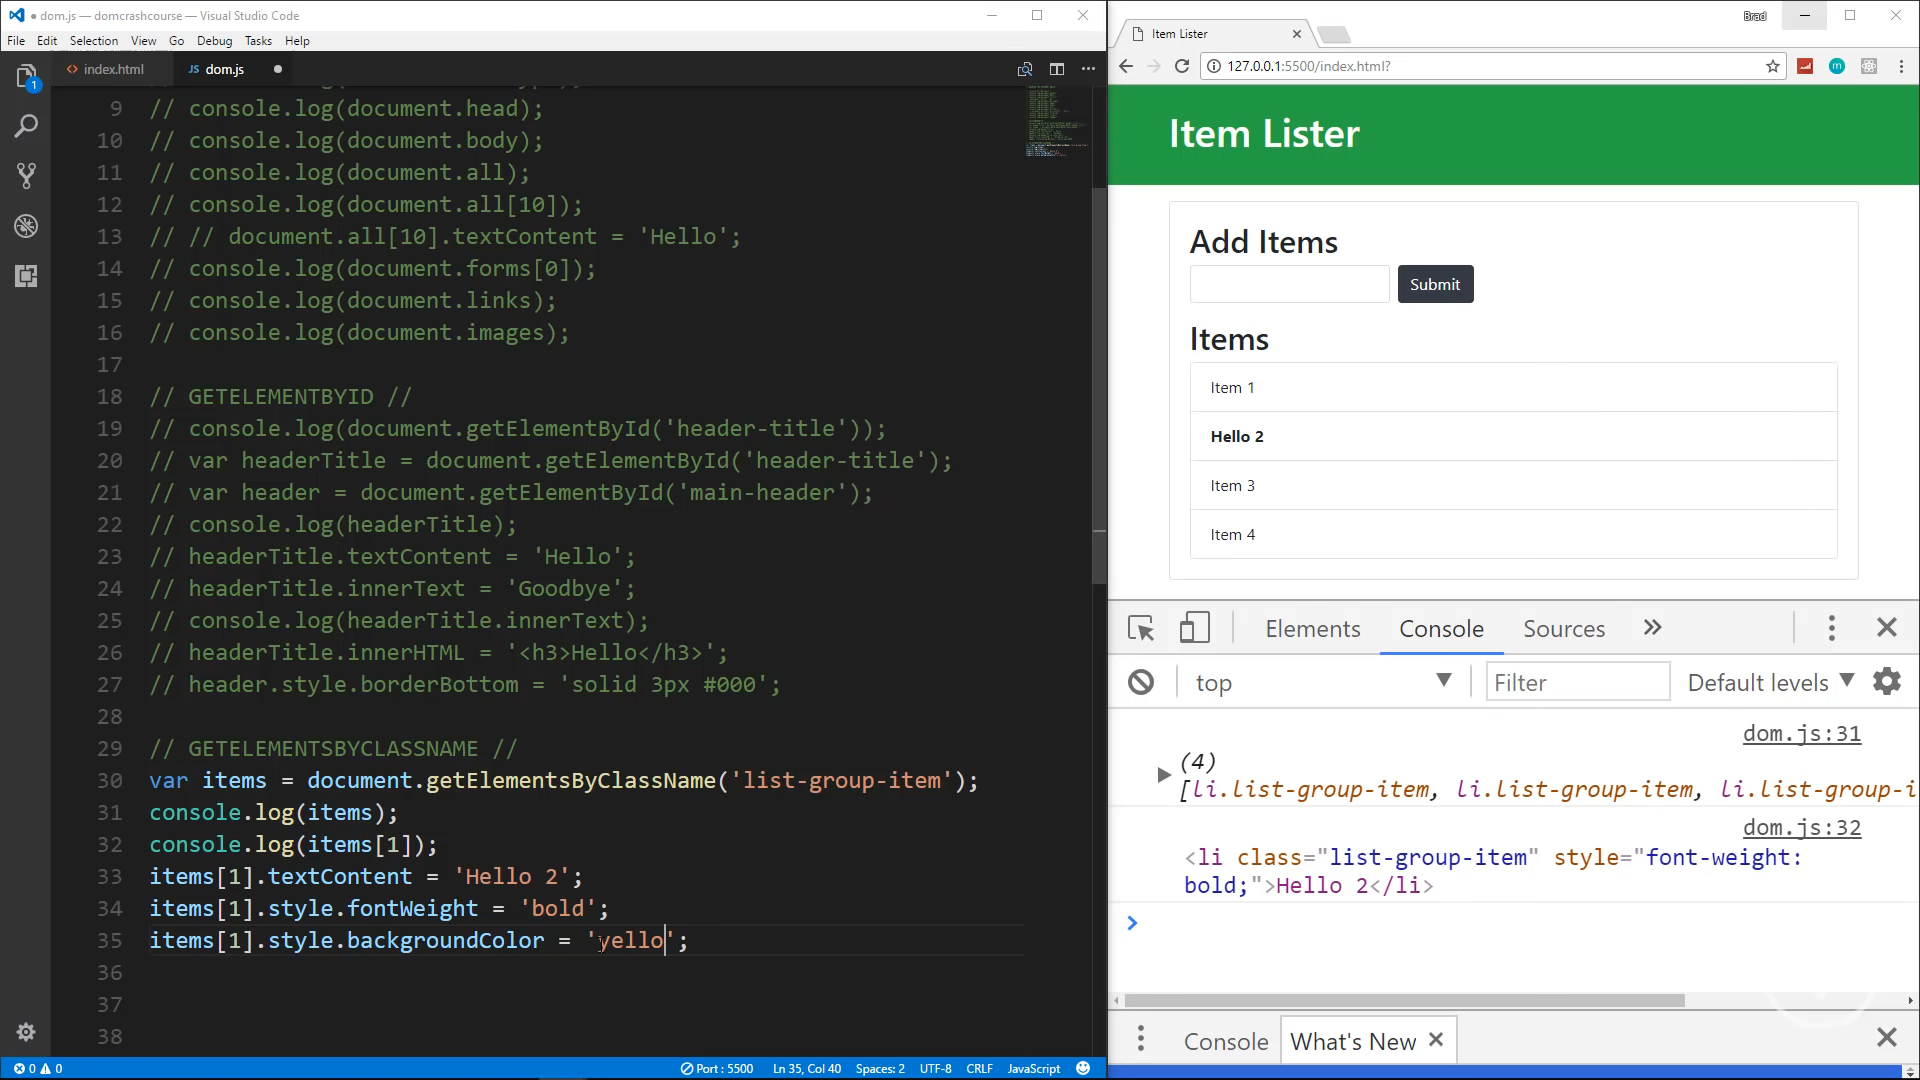 dom.js — domcrashcourse — Visual Studio Code
File Edit Selection View Go Debug Tasks Help
1
index.html
JS dom.js
9 // console.log(document.head);
10 // console.log(document.body);
11 // console.log(document.all);
12 // console.log(document.all[10]);
13 // // document.all[10].textContent = 'Hello';
14 // console.log(document.forms[0]);
15 // console.log(document.links);
16 // console.log(document.images);
17
18 // GETELEMENTBYID //
19 // console.log(document.getElementById('header-title'));
20 // var headerTitle = document.getElementById('header-title');
21 // var header = document.getElementById('main-header');
22 // console.log(headerTitle);
23 // headerTitle.textContent = 'Hello';
24 // headerTitle.innerText = 'Goodbye';
25 // console.log(headerTitle.innerText);
26 // headerTitle.innerHTML = '<h3>Hello</h3>';
27 // header.style.borderBottom = 'solid 3px #000';
28
29 // GETELEMENTSBYCLASSNAME //
30 var items = document.getElementsByClassName('list-group-item');
31 console.log(items);
32 console.log(items[1]);
33 items[1].textContent = 'Hello 2';
34 items[1].style.fontWeight = 'bold';
35 items[1].style.backgroundColor = 'yello';
36
37
38
0 0 Port : 5500 Ln 35, Col 40 Spaces: 2 UTF-8 CRLF JavaScript
Brad
Item Lister
127.0.0.1:5500/index.html?
m
Item Lister
Add Items
Submit
Items
Item 1
Hello 2
Item 3
Item 4
Elements Console Sources
top Filter Default levels
dom.js:31
(4)
[li.list-group-item, li.list-group-item, li.list-group-i
dom.js:32
<li class="list-group-item" style="font-weight:
bold;">Hello 2</li>
Console What's New